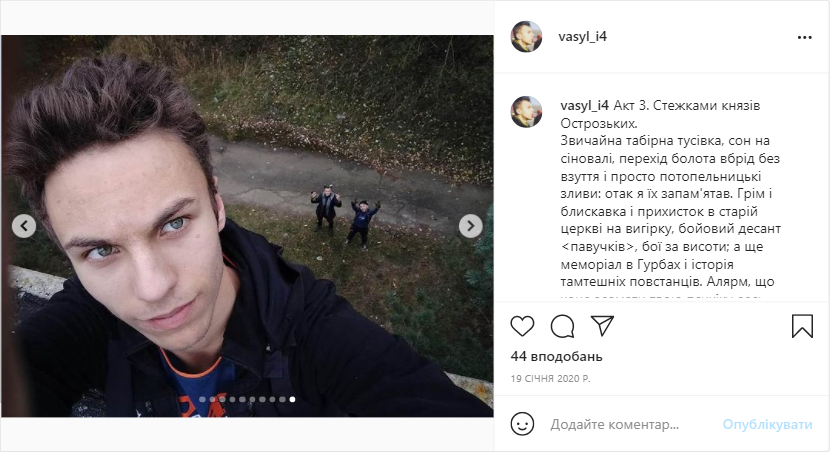 vasyl_i4
vasyl_i4 Акт 3. Стежками князів
Острозьких.
Звичайна табірна тусівка, сон на
сіновалі, перехід болота вбрід без
взуття і просто потопельницькі
зливи: отак я їх запам'ятав. Грім і
блискавка і прихисток в старій
церкві на вигірку, бойовий десант
<павучків>, бої за висоти; а ще
меморіал в Гурбах і історія
тамтешніх повстанців. Алярм, що
44 вподобань
19 СІЧНЯ 2020 Р.
Додайте коментар... Опублікувати